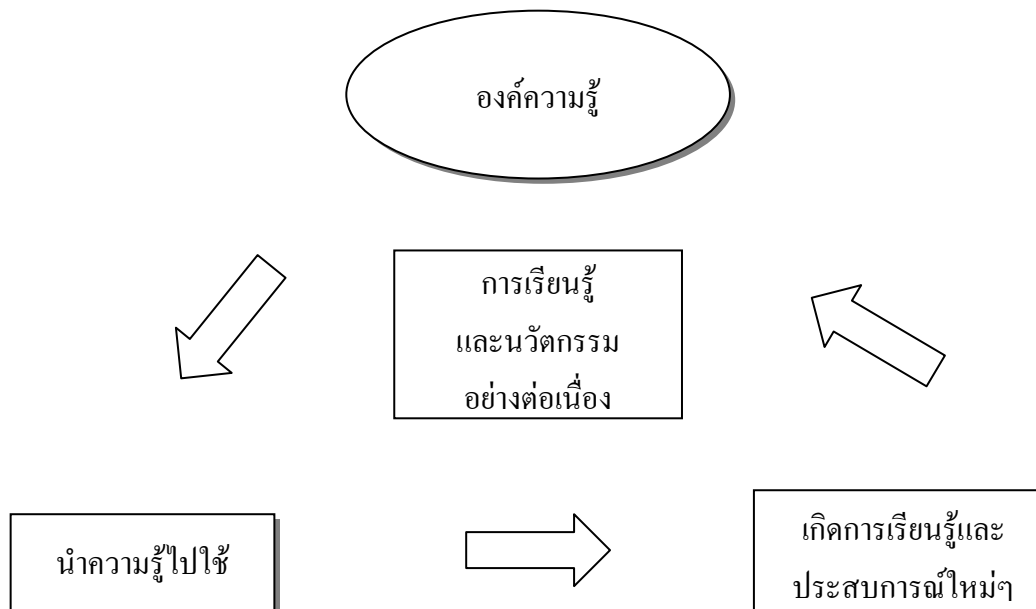 องค์ความรู้
การเรียนรู้
และนวัตกรรม
อย่างต่อเนื่อง
นำความรู้ไปใช้
เกิดการเรียนรู้และ
ประสบการณ์ใหม่ๆ